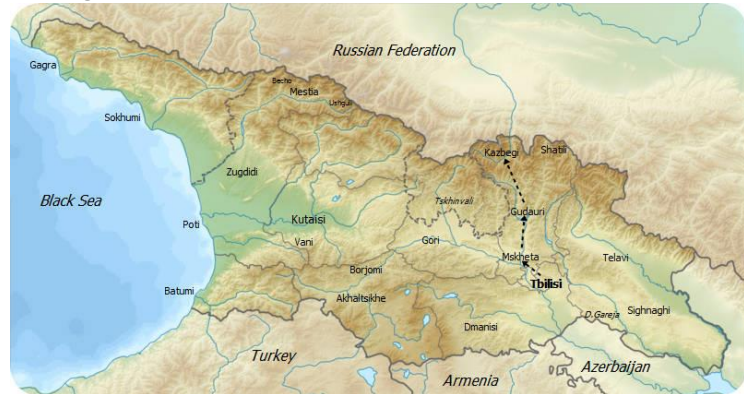 Russian Federation
Gagra
Becho
Mestia
Ushguli
Sokhumi
Kazbegi
Shatili
Zugdidi
Black Sea
Tskhinvali
Gudauri
Poti
Kutaisi
Vani
Gori
Mskheta
Telavi
Borjomi
Tbilisi
Batumi
Akhaltsikhe
D.Gareja
Sighnaghi
Dmanisi
Turkey
Azerbaijan
Armenia